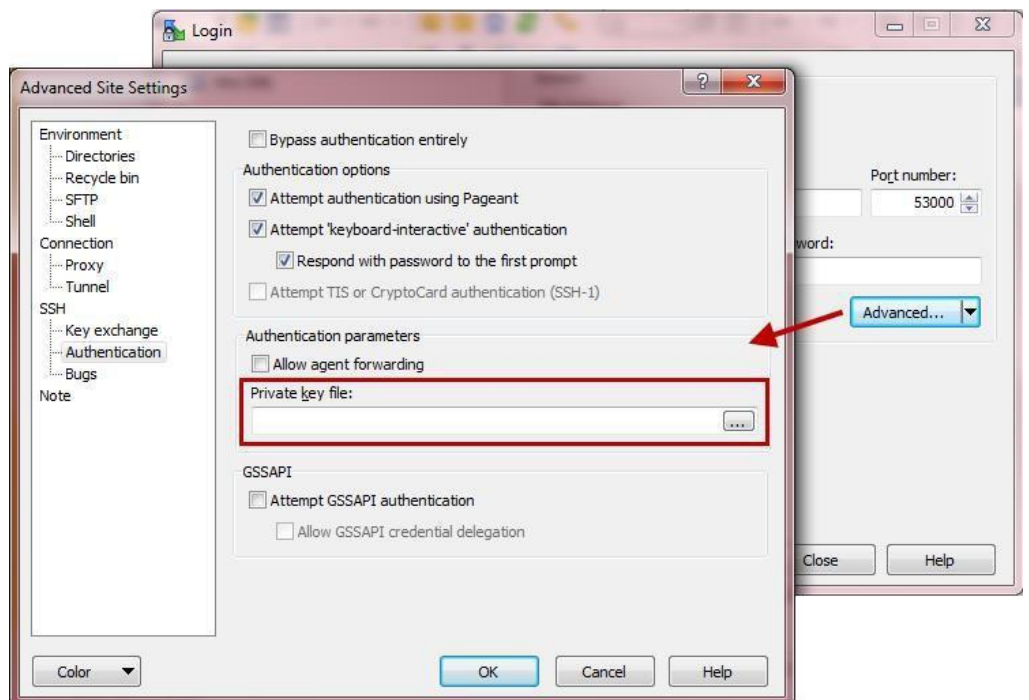 Login
Advanced Site Settings
Environment
Directories
Recycle bin
SFTP
Shell
Connection
Proxy
Tunnel
SSH
Key exchange
Authentication
Bugs
Note
Bypass authentication entirely
Authentication options
Attempt authentication using Pageant
Attempt 'keyboard-interactive' authentication
Respond with password to the first prompt
Attempt TIS or CryptoCard authentication (SSH-1)
Authentication parameters
Allow agent forwarding
Private key file:
...
GSSAPI
Attempt GSSAPI authentication
Allow GSSAPI credential delegation
Color
OK
Cancel
Help
Port number:
53000
word:
Advanced...
Close
Help